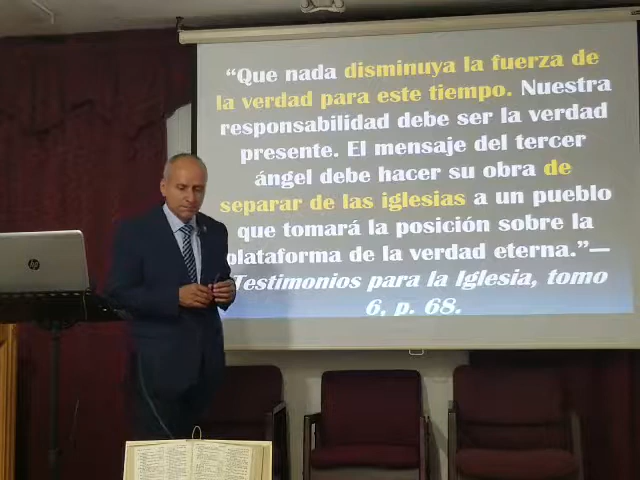 “Que nada disminuya la fuerza de
la verdad para este tiempo. Nuestra
responsabilidad debe ser la verdad
presente. El mensaje del tercer
ángel debe hacer su obra de
separar de las iglesias a un pueblo
que tomará la posición sobre la
plataforma de la verdad eterna.”—
Testimonios para la Iglesia, tomo
6, p. 68.
hp